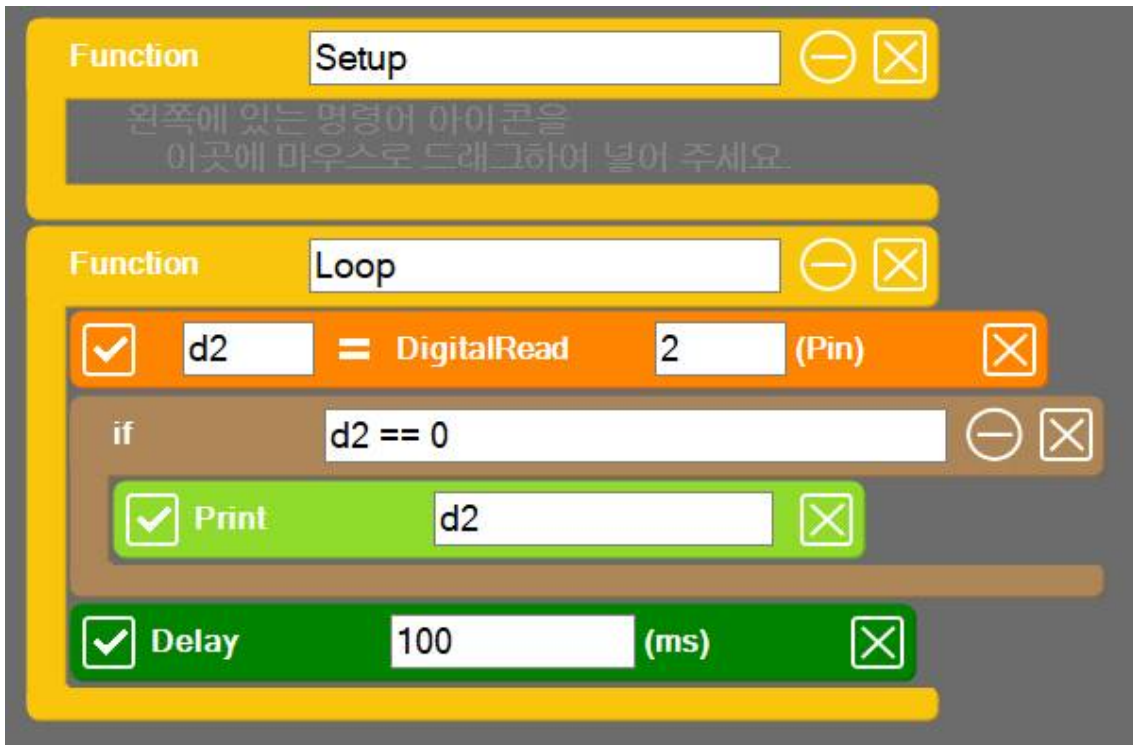 Function Setup
왼쪽에 있는 명령어 아이콘을
이곳에 마우스로 드래그하여 넣어 주세요.
Function Loop
d2 = DigitalRead 2 (Pin)
if d2 == 0
Print d2
Delay 100 (ms)